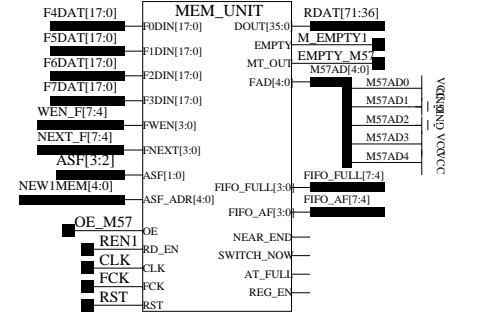 MEM_UNIT
F4DAT[17:0]
F0DIN[17:0]
F5DAT[17:0]
F1DIN[17:0]
F6DAT[17:0]
F2DIN[17:0]
F7DAT[17:0]
F3DIN[17:0]
WEN_F[7:4]
FWEN[3:0]
NEXT_F[7:4]
FNEXT[3:0]
ASF[3:2]
ASF[1:0]
NEW1MEM[4:0]
ASF_ADR[4:0]
OE_M57
OE
REN1
RD_EN
CLK
CLK
FCK
FCK
RST
RST
DOUT[35:0]
RDAT[71:36]
EMPTY
M_EMPTY1
MT_OUT
EMPTY_M57
FAD[4:0]
M57AD[4:0]
M57AD0
M57AD1
M57AD2
M57AD3
M57AD4
VCC
FIFO_FULL[3:0]
FIFO_FULL[7:4]
FIFO_AF[3:0]
FIFO_AF[7:4]
NEAR_END
SWITCH_NOW
AT_FULL
REG_EN